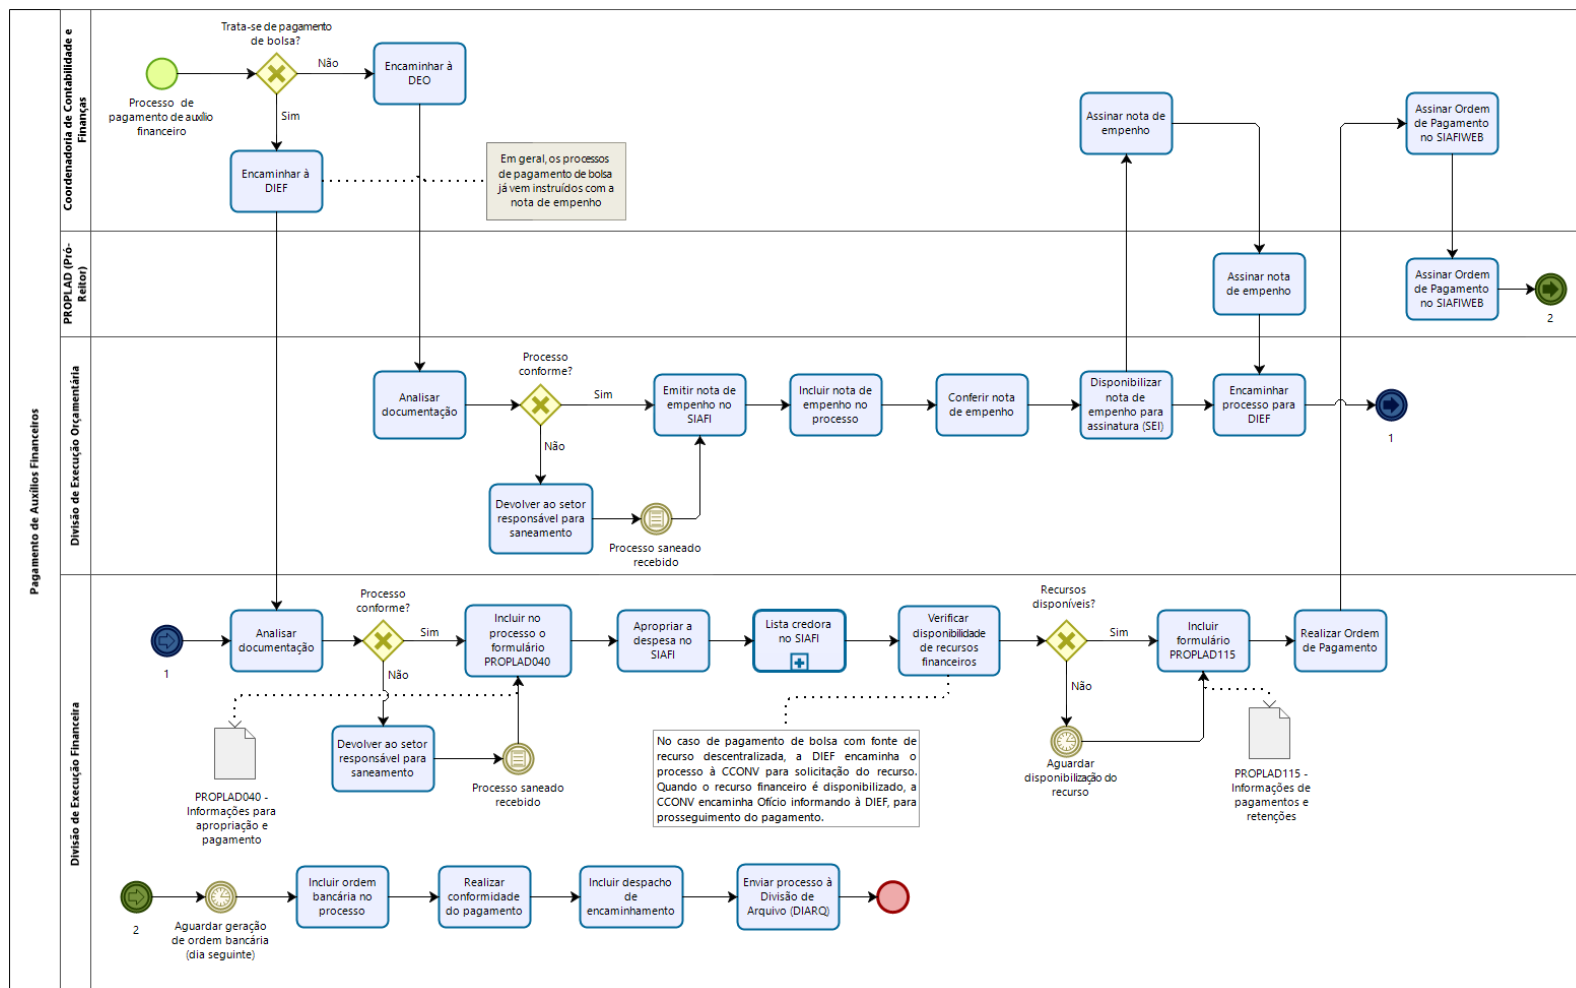 Pagamento de Auxílios Financeiros
Coordenadoria de Contabilidade e
Finanças
Trata-se de pagamento
de bolsa?
Não
Sim
Processo de
pagamento de auxílio
financeiro
Encaminhar à
DEO
Encaminhar à
DIEF
Em geral, os processos
de pagamento de bolsa
já vem instruídos com a
nota de empenho
Assinar nota de
empenho
Assinar Ordem
de Pagamento
no SIAFIWEB
PROPLAD (Pró-
Reitor)
Assinar nota
de empenho
Assinar Ordem
de Pagamento
no SIAFIWEB
2
Divisão de Execução Orçamentária
Analisar
documentação
Processo
conforme?
Sim
Não
Emitir nota de
empenho no
SIAFI
Incluir nota de
empenho no
processo
Conferir nota
de empenho
Disponibilizar
nota de
empenho para
assinatura (SEI)
Encaminhar
processo para
DIEF
1
Devolver ao setor
responsável para
saneamento
Processo saneado
recebido
Divisão de Execução Financeira
1
Analisar
documentação
Processo
conforme?
Sim
Não
Incluir no
processo o
formulário
PROPLAD040
Apropriar a
despesa no
SIAFI
Lista credora
no SIAFI
Verificar
disponibilidade
de recursos
financeiros
Recursos
disponíveis?
Sim
Não
Incluir
formulário
PROPLAD115
Realizar Ordem
de Pagamento
PROPLAD040 -
Informações para
apropriação e
pagamento
Devolver ao setor
responsável para
saneamento
Processo saneado
recebido
No caso de pagamento de bolsa com fonte de
recurso descentralizada, a DIEF encaminha o
processo à CCONV para solicitação do recurso.
Quando o recurso financeiro é disponibilizado, a
CCONV encaminha Ofício informando à DIEF, para
prosseguimento do pagamento.
Aguardar
disponibilização do
recurso
PROPLAD115 -
Informações de
pagamentos e
retenções
2
Aguardar geração
de ordem bancária
(dia seguinte)
Incluir ordem
bancária no
processo
Realizar
conformidade
do pagamento
Incluir despacho
de
encaminhamento
Enviar processo à
Divisão de
Arquivo (DIARQ)